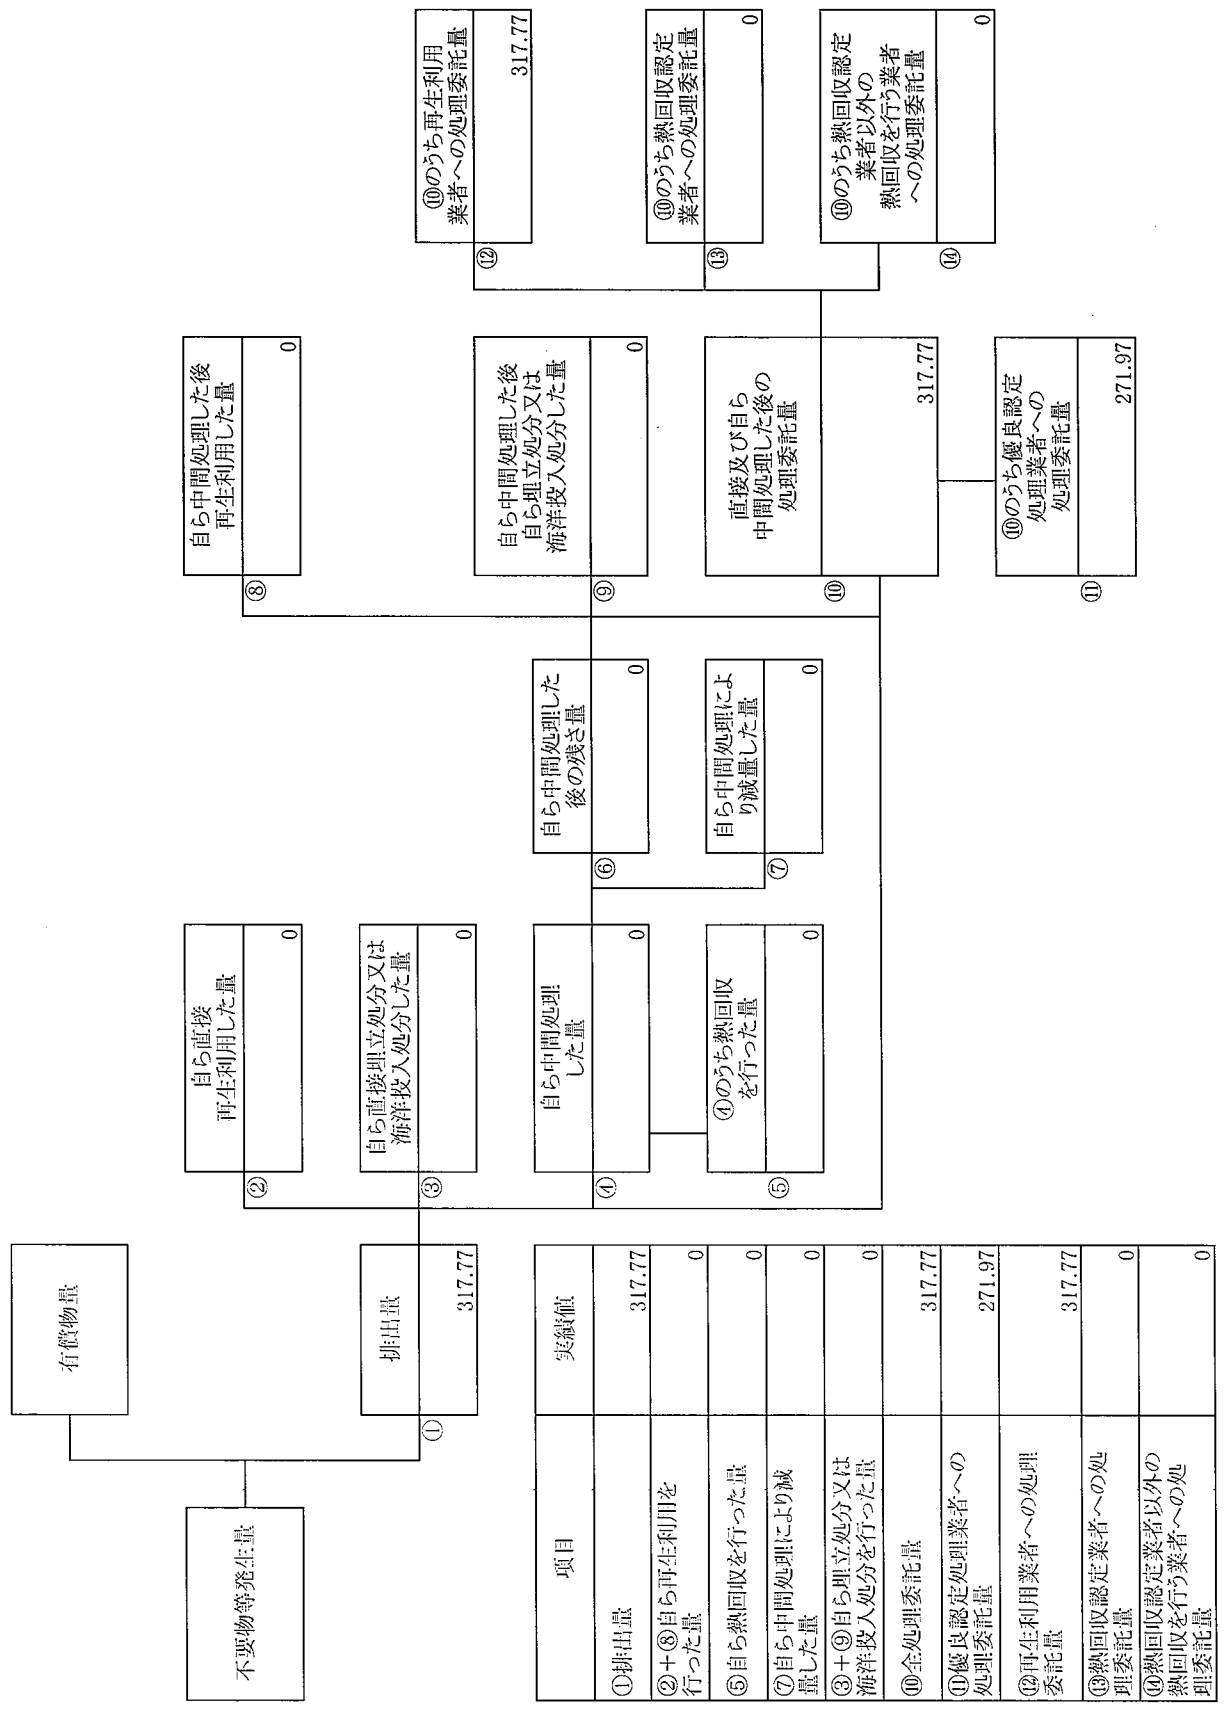 有償物量
不要物等発生量
①
排出量
317.77
②
自ら直接
再生利用した量
0
③
自ら直接埋立処分又は
海洋投入処分した量
0
④
自ら中間処理
した量
0
⑤
④のうち熱回収
を行った量
0
⑥
自ら中間処理した
後の残さ量
0
⑦
自ら中間処理によ
り減量した量
0
⑧
自ら中間処理した後
再生利用した量
0
⑨
自ら中間処理した後
自ら埋立処分又は
海洋投入処分した量
0
⑩
直接及び自ら
中間処理した後の
処理委託量
317.77
⑪
⑩のうち優良認定
処理業者への
処理委託量
271.97
⑫
⑩のうち再生利用
業者への処理委託量
317.77
⑬
⑩のうち熱回収認定
業者への処理委託量
0
⑭
⑩のうち熱回収認定
業者以外の
熱回収を行う業者
への処理委託量
0
項目 実績値
①排出量 317.77
②+⑧自ら再生利用を
行った量 0
⑤自ら熱回収を行った量 0
⑦自ら中間処理により減
量した量 0
③+⑨自ら埋立処分又は
海洋投入処分を行った量 0
⑩全処理委託量 317.77
⑪優良認定処理業者への
処理委託量 271.97
⑫再生利用業者への処理
委託量 317.77
⑬熱回収認定業者への処
理委託量 0
⑭熱回収認定業者以外の
熱回収を行う業者への処
理委託量 0